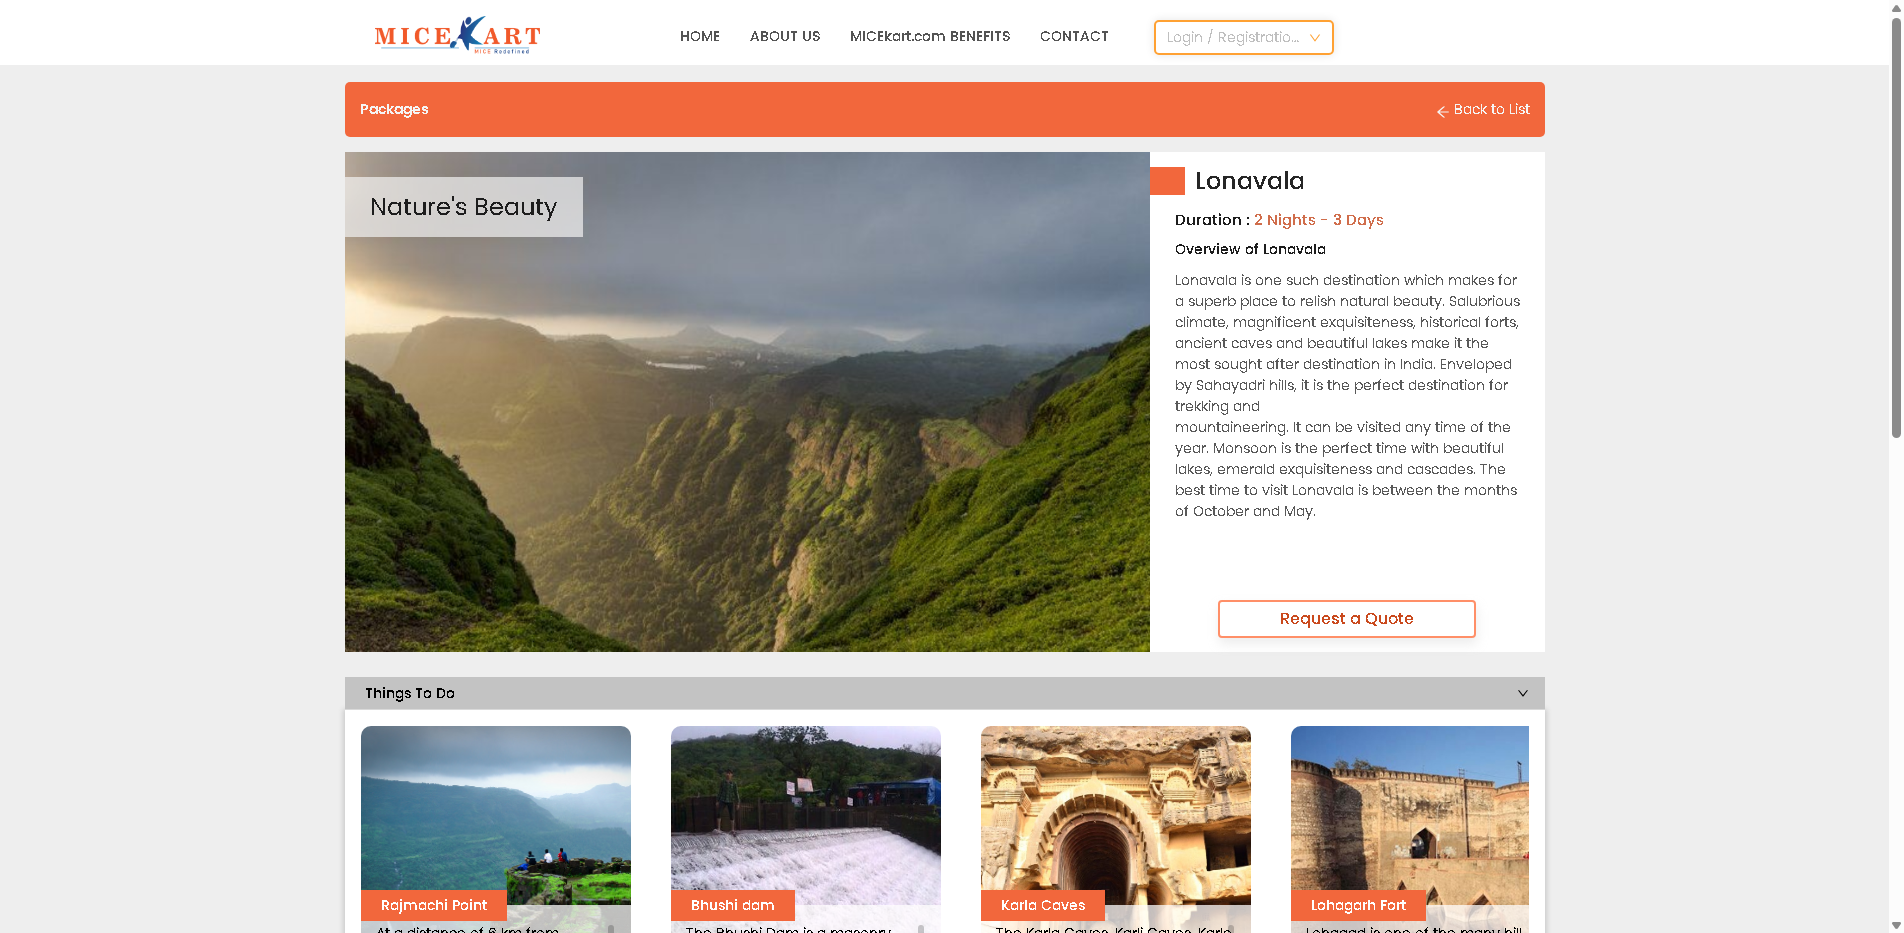 MICEKART
MICE Redefined
HOME
ABOUT US
MICEkart.com BENEFITS
CONTACT
Login / Registratio...
Packages
Back to List
Nature's Beauty
Lonavala
Duration : 2 Nights - 3 Days
Overview of Lonavala
Lonavala is one such destination which makes for
a superb place to relish natural beauty. Salubrious
climate, magnificent exquisiteness, historical forts,
ancient caves and beautiful lakes make it the
most sought after destination in India. Enveloped
by Sahayadri hills, it is the perfect destination for
trekking and
mountaineering. It can be visited any time of the
year. Monsoon is the perfect time with beautiful
lakes, emerald exquisiteness and cascades. The
best time to visit Lonavala is between the months
of October and May.
Request a Quote
Things To Do
Rajmachi Point
At a distance of 6 km from
Bhushi dam
The Bhushi Dam is a masonry
Karla Caves
The Karla Caves, Karli Caves, Karle
Lohagarh Fort
Lohagad is one of the many hill